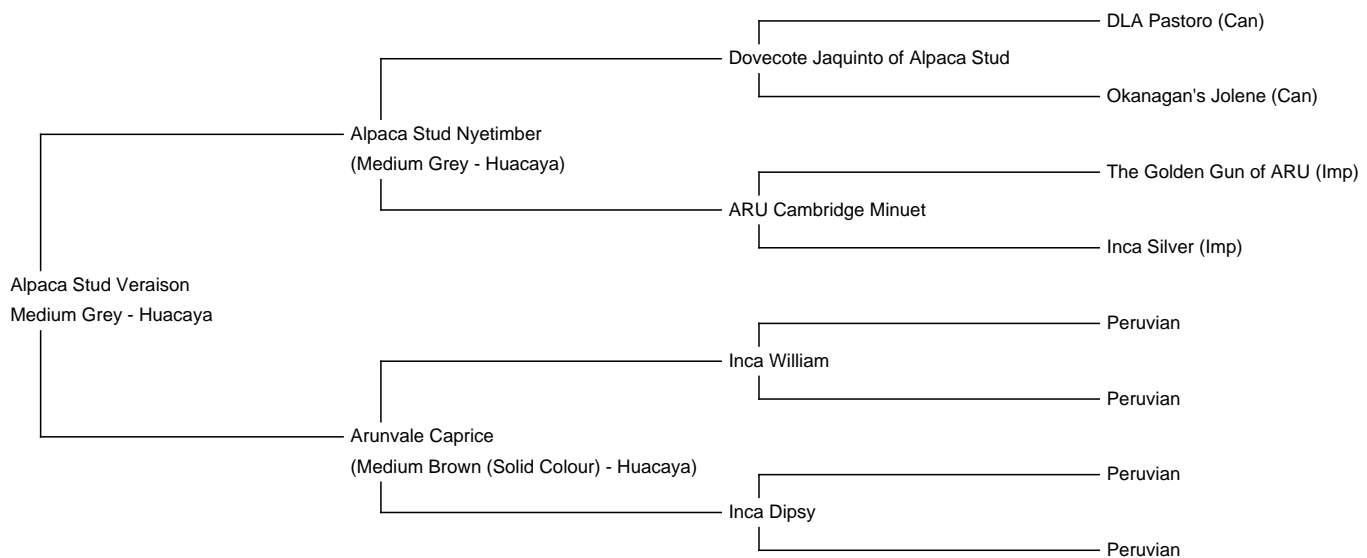 DLA Pastoro (Can)
Dovecote Jaquinto of Alpaca Stud
Okanagan's Jolene (Can)
Alpaca Stud Nyetimber
(Medium Grey - Huacaya)
The Golden Gun of ARU (Imp)
ARU Cambridge Minuet
Inca Silver (Imp)
Alpaca Stud Veraison
Medium Grey - Huacaya
Peruvian
Inca William
Peruvian
Arunvale Caprice
(Medium Brown (Solid Colour) - Huacaya)
Peruvian
Inca Dipsy
Peruvian